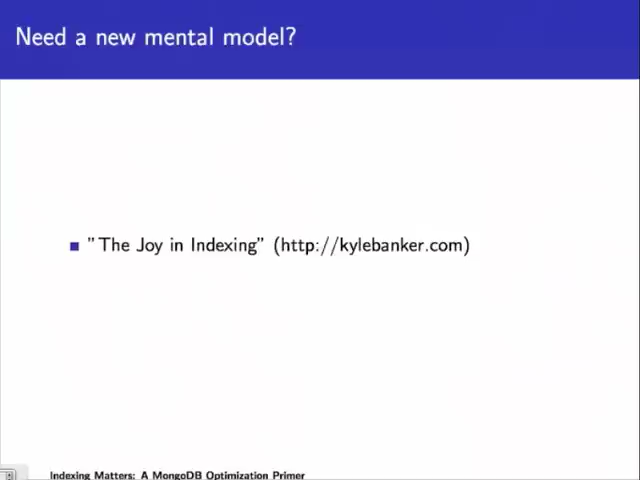 Need a new mental model?
"The Joy in Indexing" (http://kylebanker.com)
Indexing Matters: A MongoDB Optimization Primer